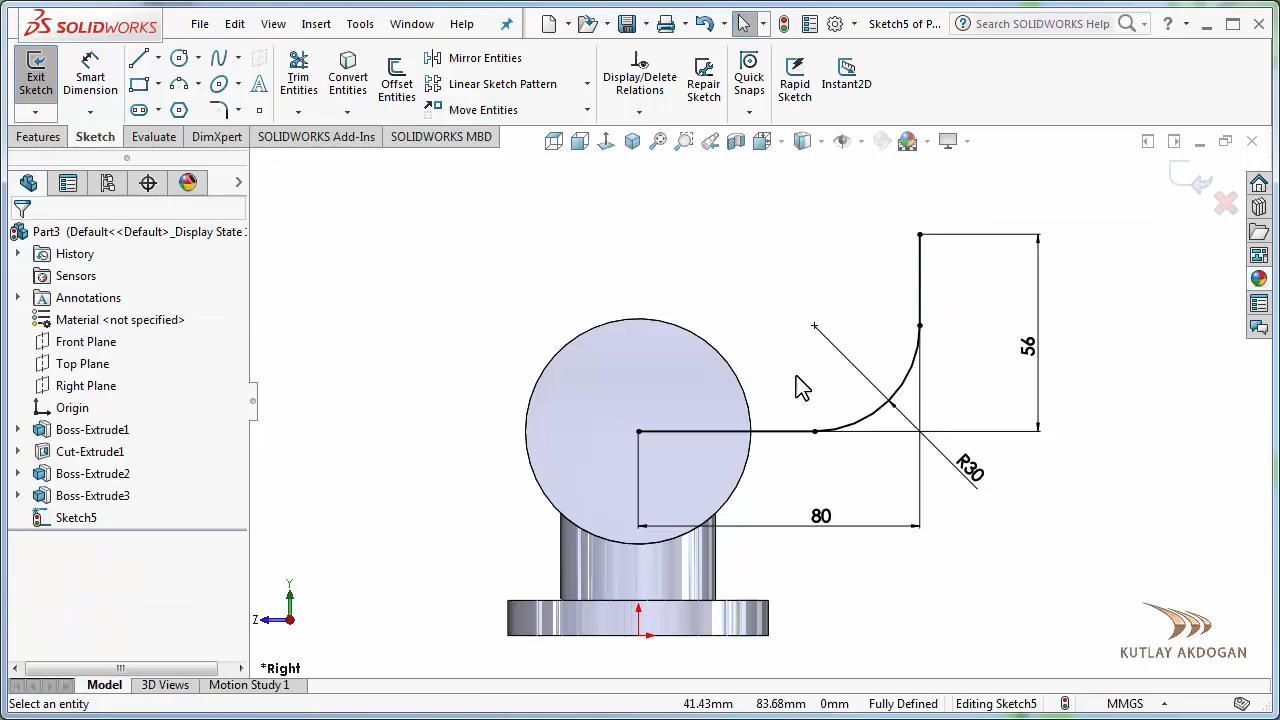 SOLIDWORKS
File Edit View Insert Tools Window Help
Sketch5 of P...
Search SOLIDWORKS Help
?
Exit Sketch
Smart Dimension
Trim Entities
Convert Entities
Offset Entities
Mirror Entities
Linear Sketch Pattern
Move Entities
Display/Delete Relations
Repair Sketch
Quick Snaps
Rapid Sketch
Instant2D
Features Sketch Evaluate DimXpert SOLIDWORKS Add-Ins SOLIDWORKS MBD
Part3 (Default<<Default>_Display State
History
Sensors
Annotations
Material <not specified>
Front Plane
Top Plane
Right Plane
Origin
Boss-Extrude1
Cut-Extrude1
Boss-Extrude2
Boss-Extrude3
Sketch5
56
R30
80
Y
Z
*Right
KUTLAY AKDOGAN
Model 3D Views Motion Study 1
Select an entity
41.43mm 83.68mm 0mm Fully Defined Editing Sketch5 MMGS